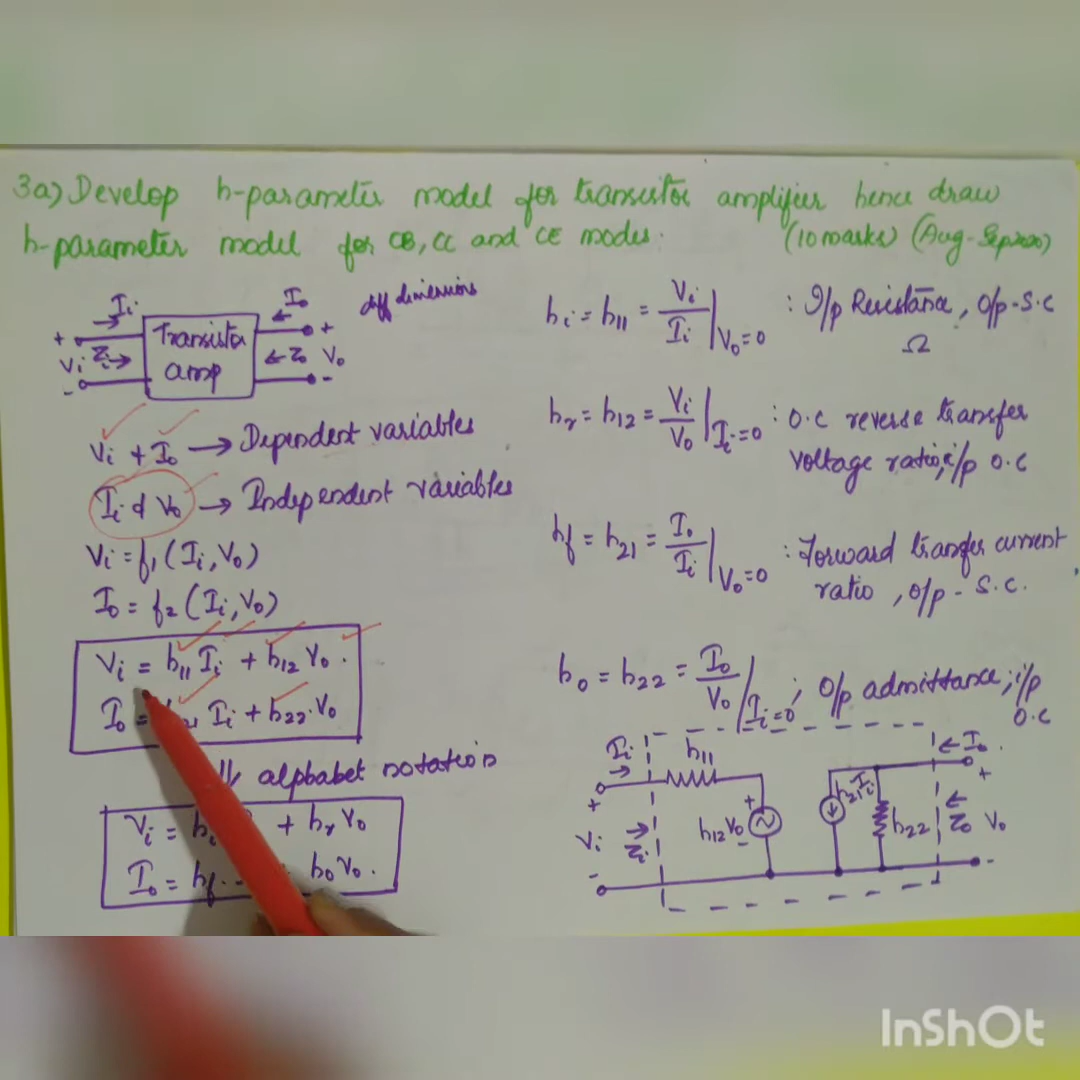 3a) Develop h-parameter model for transistor amplifier hence draw
h-parameter model for CB, CC and CE modes. (10 marks) (Aug-Sep 2020)
Ii Io diff dimensions
+ + 
Vi Zi Transistor amp Zo Vo
- -
Vi + Io → Dependent variables
Ii & Vo → Independent variables
Vi = f1 (Ii, Vo)
Io = f2 (Ii, Vo)
Vi = h11 Ii + h12 Vo.
Io = Ii + h22. Vo
alphabet notation
Vi = + hr Vo
Io = hf ho Vo.
hi = h11 = Vi/Ii | Vo=0 : I/p Resistance, O/p-S.C
Ω
hr = h12 = Vi/Vo | Ii=0 : O.C reverse transfer
voltage ratio, i/p O.C
hf = h21 = Io/Ii | Vo=0 : Forward transfer current
ratio, O/p - S.C.
ho = h22 = Io/Vo | Ii=0 ; O/p admittance; i/p
O.C
Ii h11 h21Ii Io.
+ + +
Vi Zi h12Vo h22 Zo Vo
- - -
InShOt